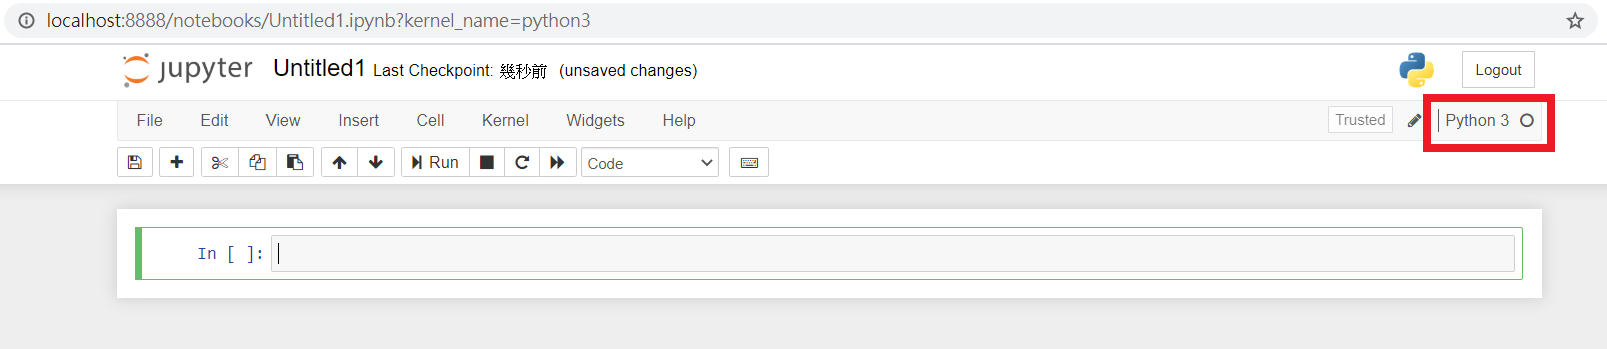 localhost:8888/notebooks/Untitled1.ipynb?kernel_name=python3
jupyter Untitled1 Last Checkpoint: 幾秒前 (unsaved changes) Logout
File Edit View Insert Cell Kernel Widgets Help Trusted Python 3
Run Code
In [ ]: